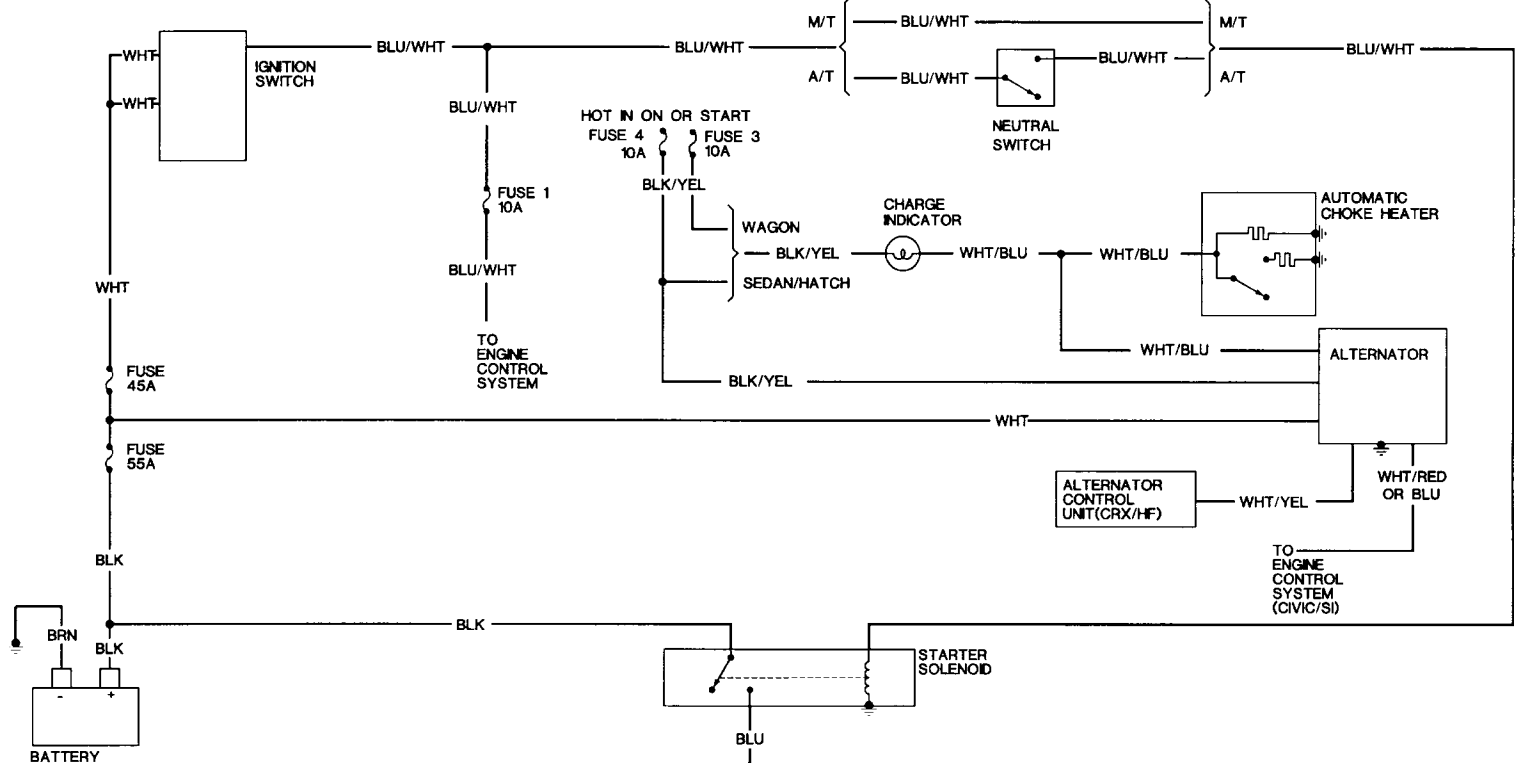 M/T
BLU/WHT
M/T
WHT
BLU/WHT
BLU/WHT
BLU/WHT
IGNITION
SWITCH
A/T
BLU/WHT
BLU/WHT
A/T
WHT
BLU/WHT
NEUTRAL
SWITCH
HOT IN ON OR START
FUSE 4
10A
FUSE 3
10A
BLK/YEL
FUSE 1
10A
CHARGE
INDICATOR
AUTOMATIC
CHOKE HEATER
WAGON
BLK/YEL
WHT/BLU
WHT/BLU
BLU/WHT
SEDAN/HATCH
WHT
TO
ENGINE
CONTROL
SYSTEM
WHT/BLU
ALTERNATOR
FUSE
45A
BLK/YEL
WHT
FUSE
55A
ALTERNATOR
CONTROL
UNIT(CRX/HF)
WHT/YEL
WHT/RED
OR BLU
TO
ENGINE
CONTROL
SYSTEM
(CIVIC/SI)
BLK
BLK
BRN
BLK
STARTER
SOLENOID
- +
BLU
BATTERY